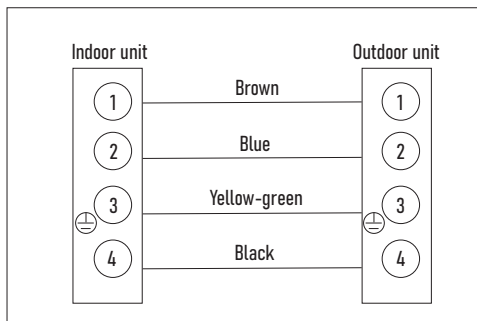 Indoor unit Outdoor unit
1 Brown 1
2 Blue 2
3 Yellow-green 3
4 Black 4